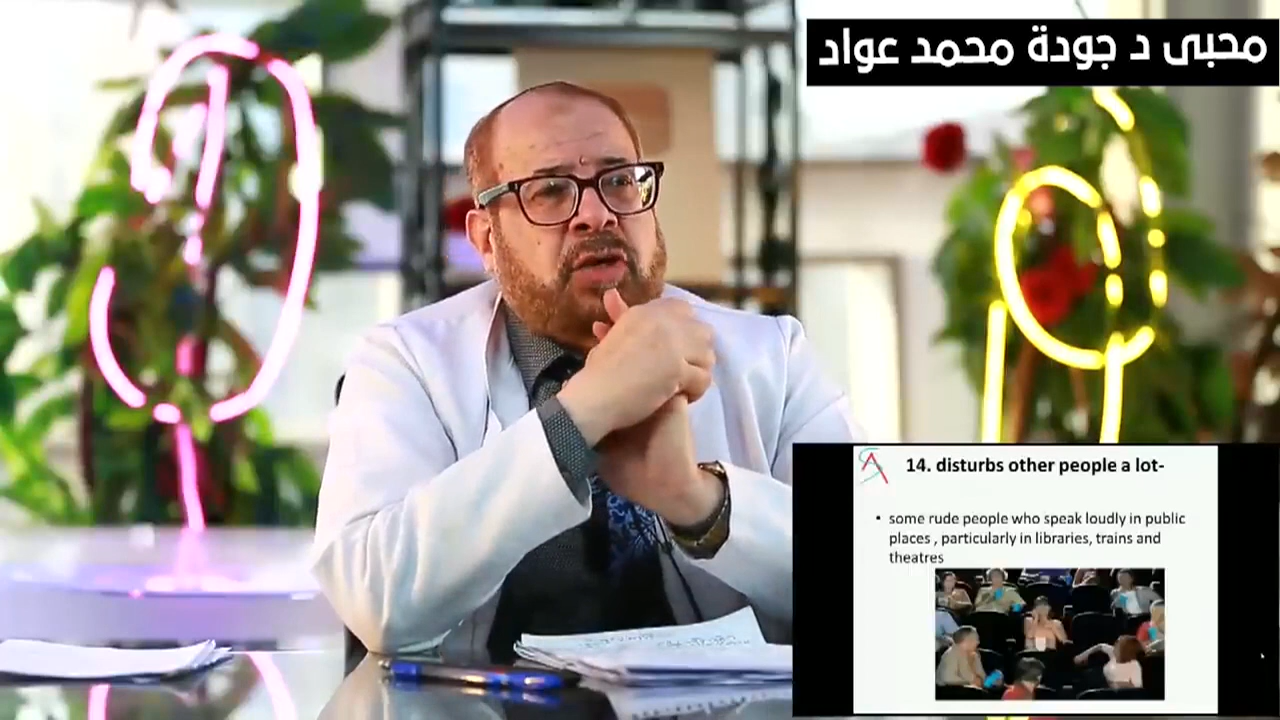 محبى د جودة محمد عواد
14. disturbs other people a lot-
• some rude people who speak loudly in public
places , particularly in libraries, trains and
theatres